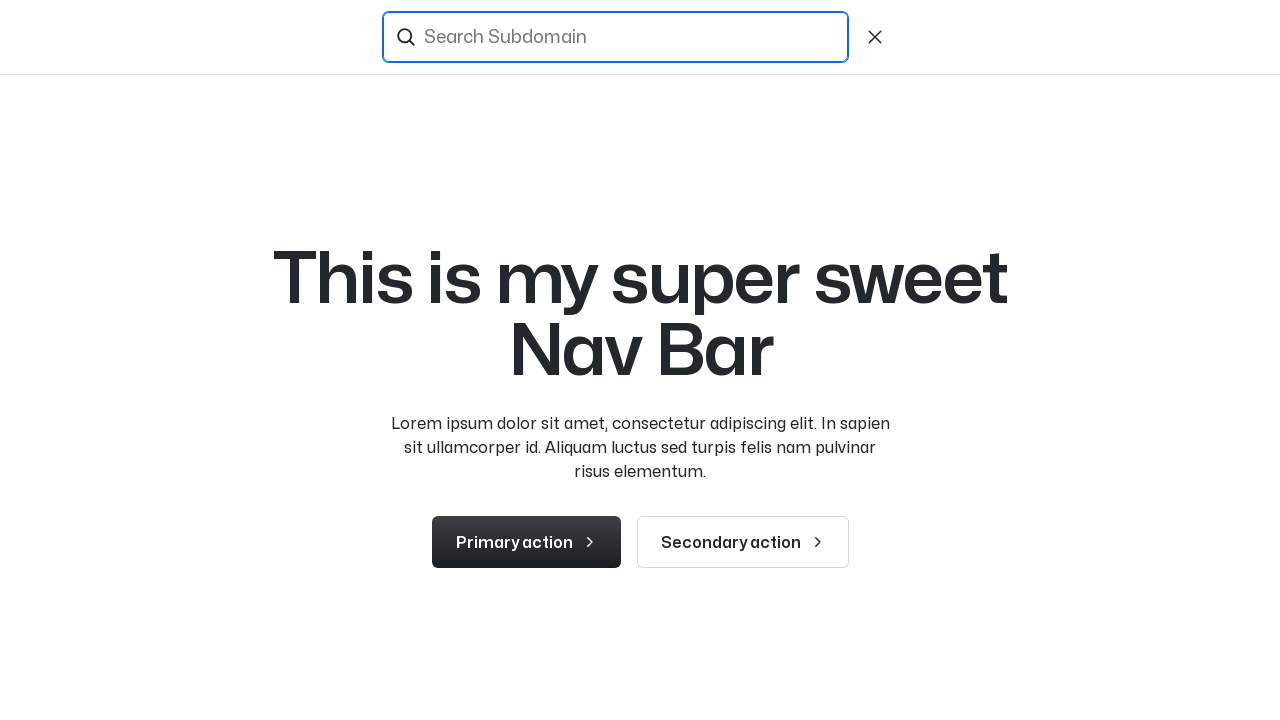 Search Subdomain
This is my super sweet
Nav Bar
Lorem ipsum dolor sit amet, consectetur adipiscing elit. In sapien
sit ullamcorper id. Aliquam luctus sed turpis felis nam pulvinar
risus elementum.
Primary action
Secondary action